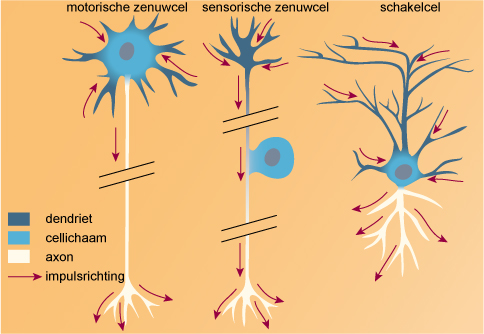 motorische zenuwcel sensorische zenuwcel schakelcel
dendriet
cellichaam
axon
impulsrichting